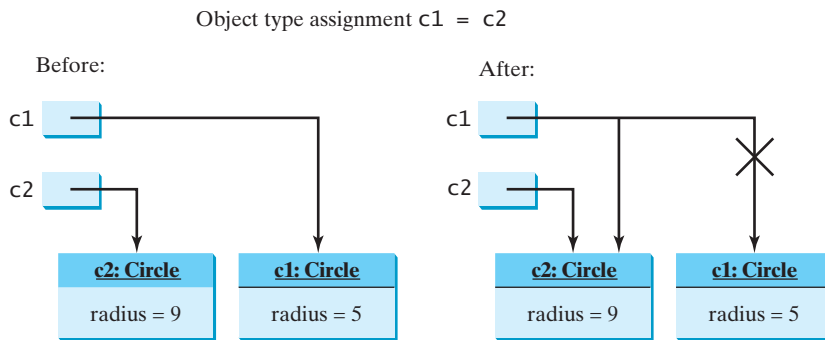 Object type assignment c1 = c2
Before:
After:
c1
c1
c2
c2
c2: Circle
c1: Circle
c2: Circle
c1: Circle
radius = 9
radius = 5
radius = 9
radius = 5